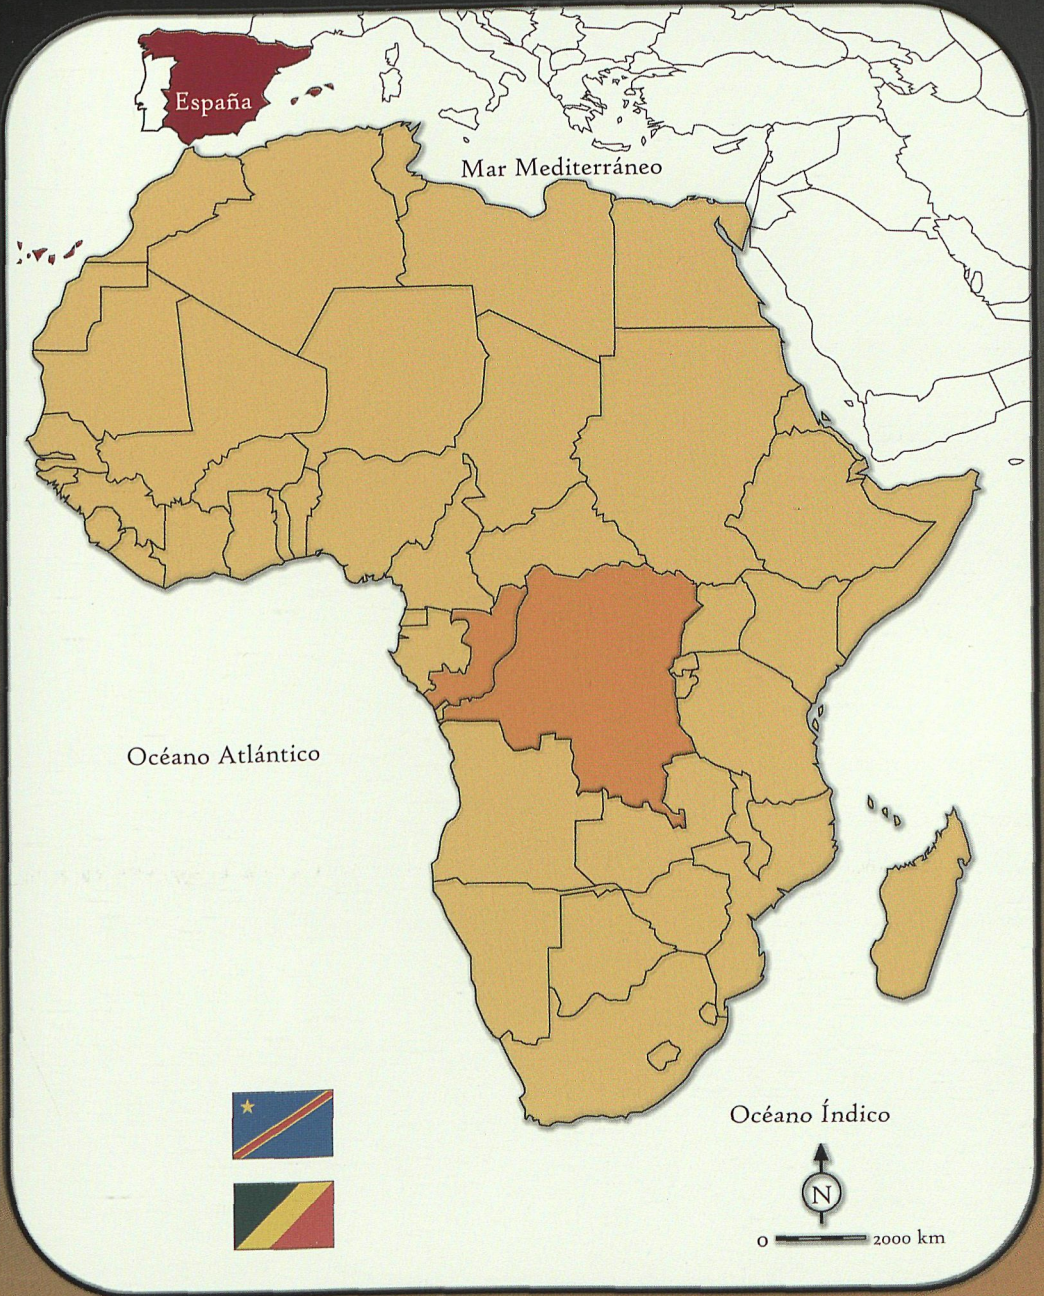 España
Mar Mediterráneo
Océano Atlántico
Océano Índico
N
0 2000 km